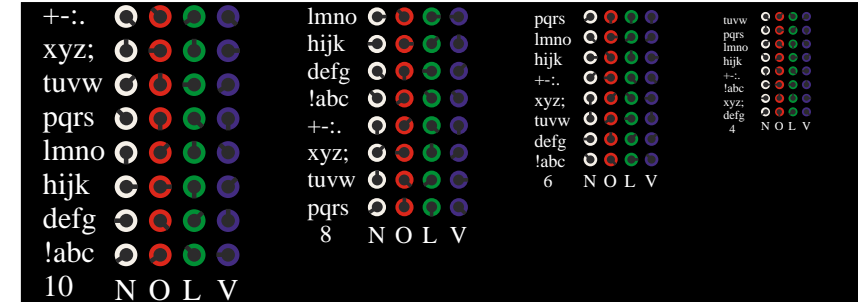 +-:.
xyz;
tuvw
pqrs
lmno
hijk
defg
!abc
10 N O L V
lmno
hijk
defg
!abc
+-:.
xyz;
tuvw
pqrs
8 N O L V
pqrs
lmno
hijk
+-:.
xyz;
tuvw
defg
!abc
6 N O L V
tuvw
pqrs
lmno
hijk
+-:.
!abc
xyz;
defg
4 N O L V